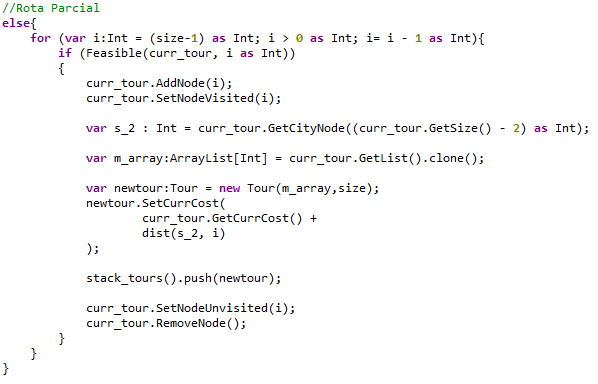 //Rota Parcial
else{
    for (var i:Int = (size-1) as Int; i > 0 as Int; i= i - 1 as Int){
        if (Feasible(curr_tour, i as Int))
        {
            curr_tour.AddNode(i);
            curr_tour.SetNodeVisited(i);

            var s_2 : Int = curr_tour.GetCityNode((curr_tour.GetSize() - 2) as Int);

            var m_array:ArrayList[Int] = curr_tour.GetList().clone();

            var newtour:Tour = new Tour(m_array,size);
            newtour.SetCurrCost(
                    curr_tour.GetCurrCost() +
                    dist(s_2, i)
            );

            stack_tours().push(newtour);

            curr_tour.SetNodeUnvisited(i);
            curr_tour.RemoveNode();
        }
    }
}